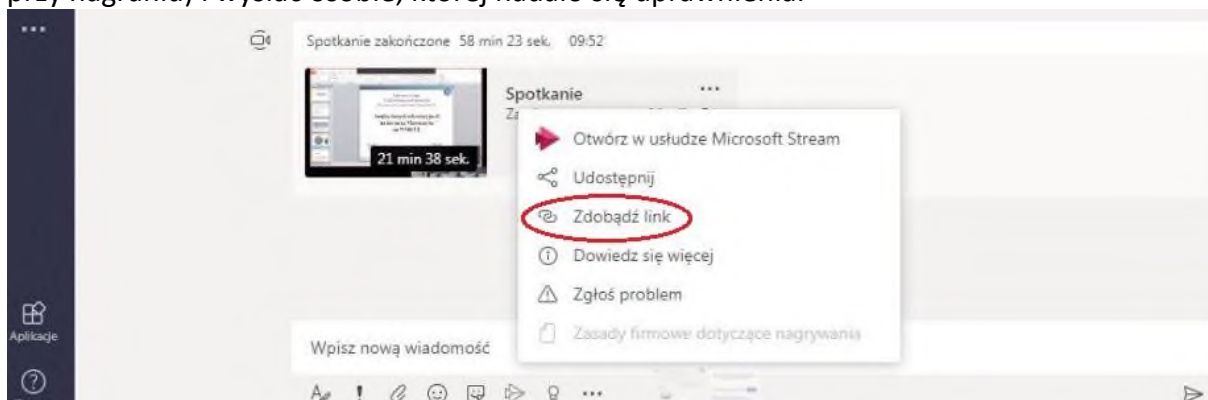 przy nagraniu) i wysłać osobie, której nadało się uprawnienia.
Spotkanie zakończone 58 min 23 sek. 09:52
Spotkanie
21 min 38 sek.
Otwórz w usłudze Microsoft Stream
Udostępnij
Zdobądź link
Dowiedz się więcej
Zgłoś problem
Zasady firmowe dotyczące nagrywania
Aplikacje
Wpisz nową wiadomość